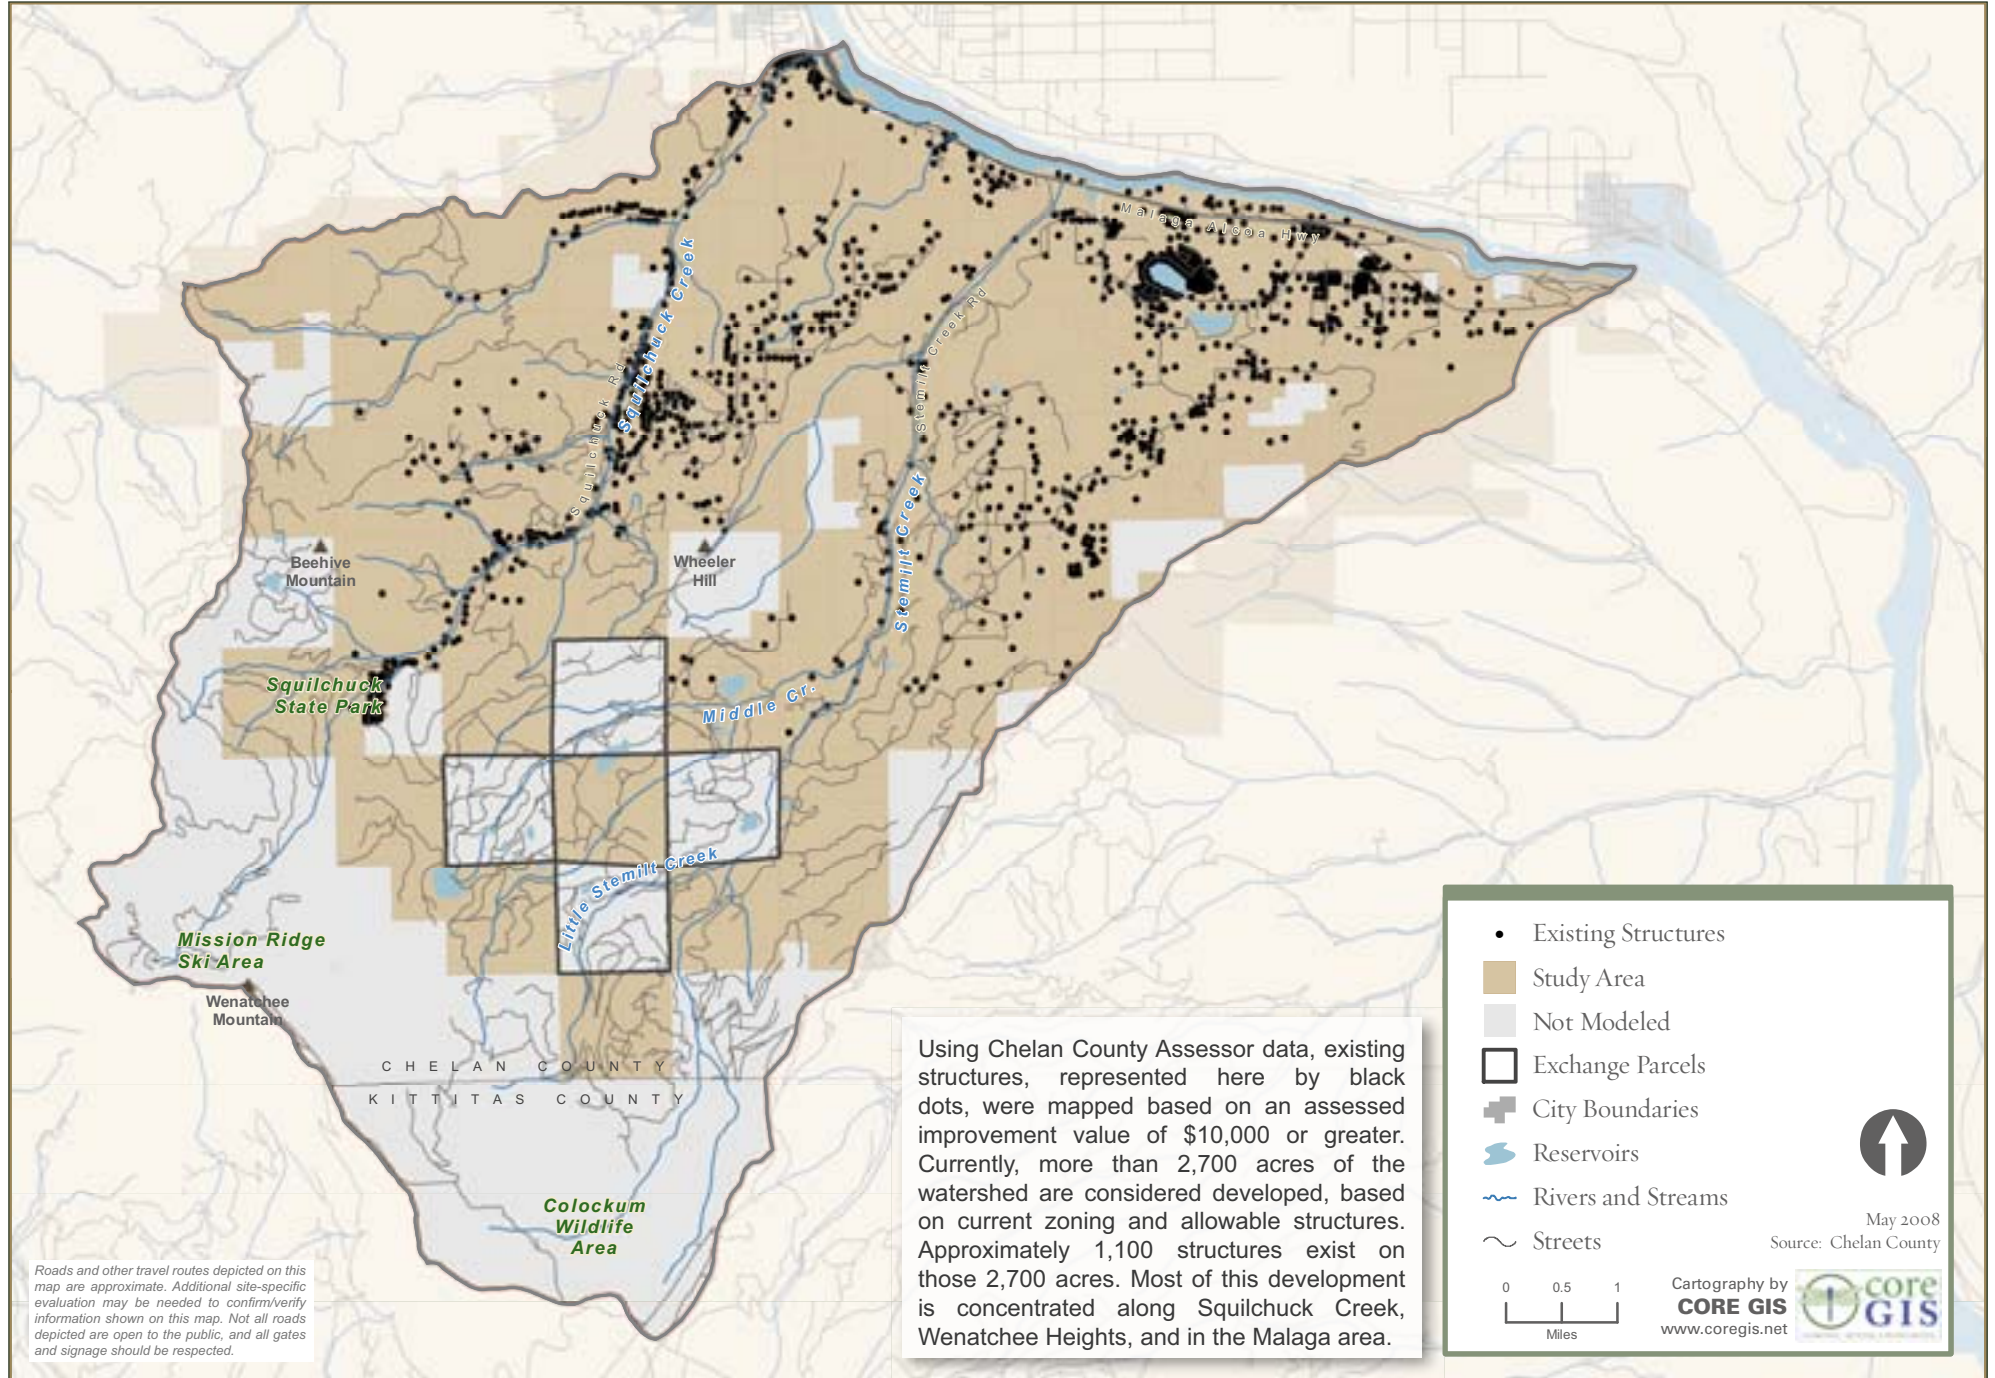 Malaga Alcoa Hwy
Squilchuck Creek
Stemilt Creek Rd
Squilchuck Rd
Stemilt Creek
Beehive
Mountain
Wheeler
Hill
Squilchuck
State Park
Middle Cr.
Little Stemilt Creek
Mission Ridge
Ski Area
Wenatchee
Mountain
CHELAN COUNTY
KITTITAS COUNTY
Colockum
Wildlife
Area
Roads and other travel routes depicted on this
map are approximate. Additional site-specific
evaluation may be needed to confirm/verify
information shown on this map. Not all roads
depicted are open to the public, and all gates
and signage should be respected.
Using Chelan County Assessor data, existing
structures, represented here by black
dots, were mapped based on an assessed
improvement value of $10,000 or greater.
Currently, more than 2,700 acres of the
watershed are considered developed, based
on current zoning and allowable structures.
Approximately 1,100 structures exist on
those 2,700 acres. Most of this development
is concentrated along Squilchuck Creek,
Wenatchee Heights, and in the Malaga area.
Existing Structures
Study Area
Not Modeled
Exchange Parcels
City Boundaries
Reservoirs
Rivers and Streams
Streets
May 2008
Source: Chelan County
0 0.5 1
Miles
Cartography by
CORE GIS
www.coregis.net
core
GIS